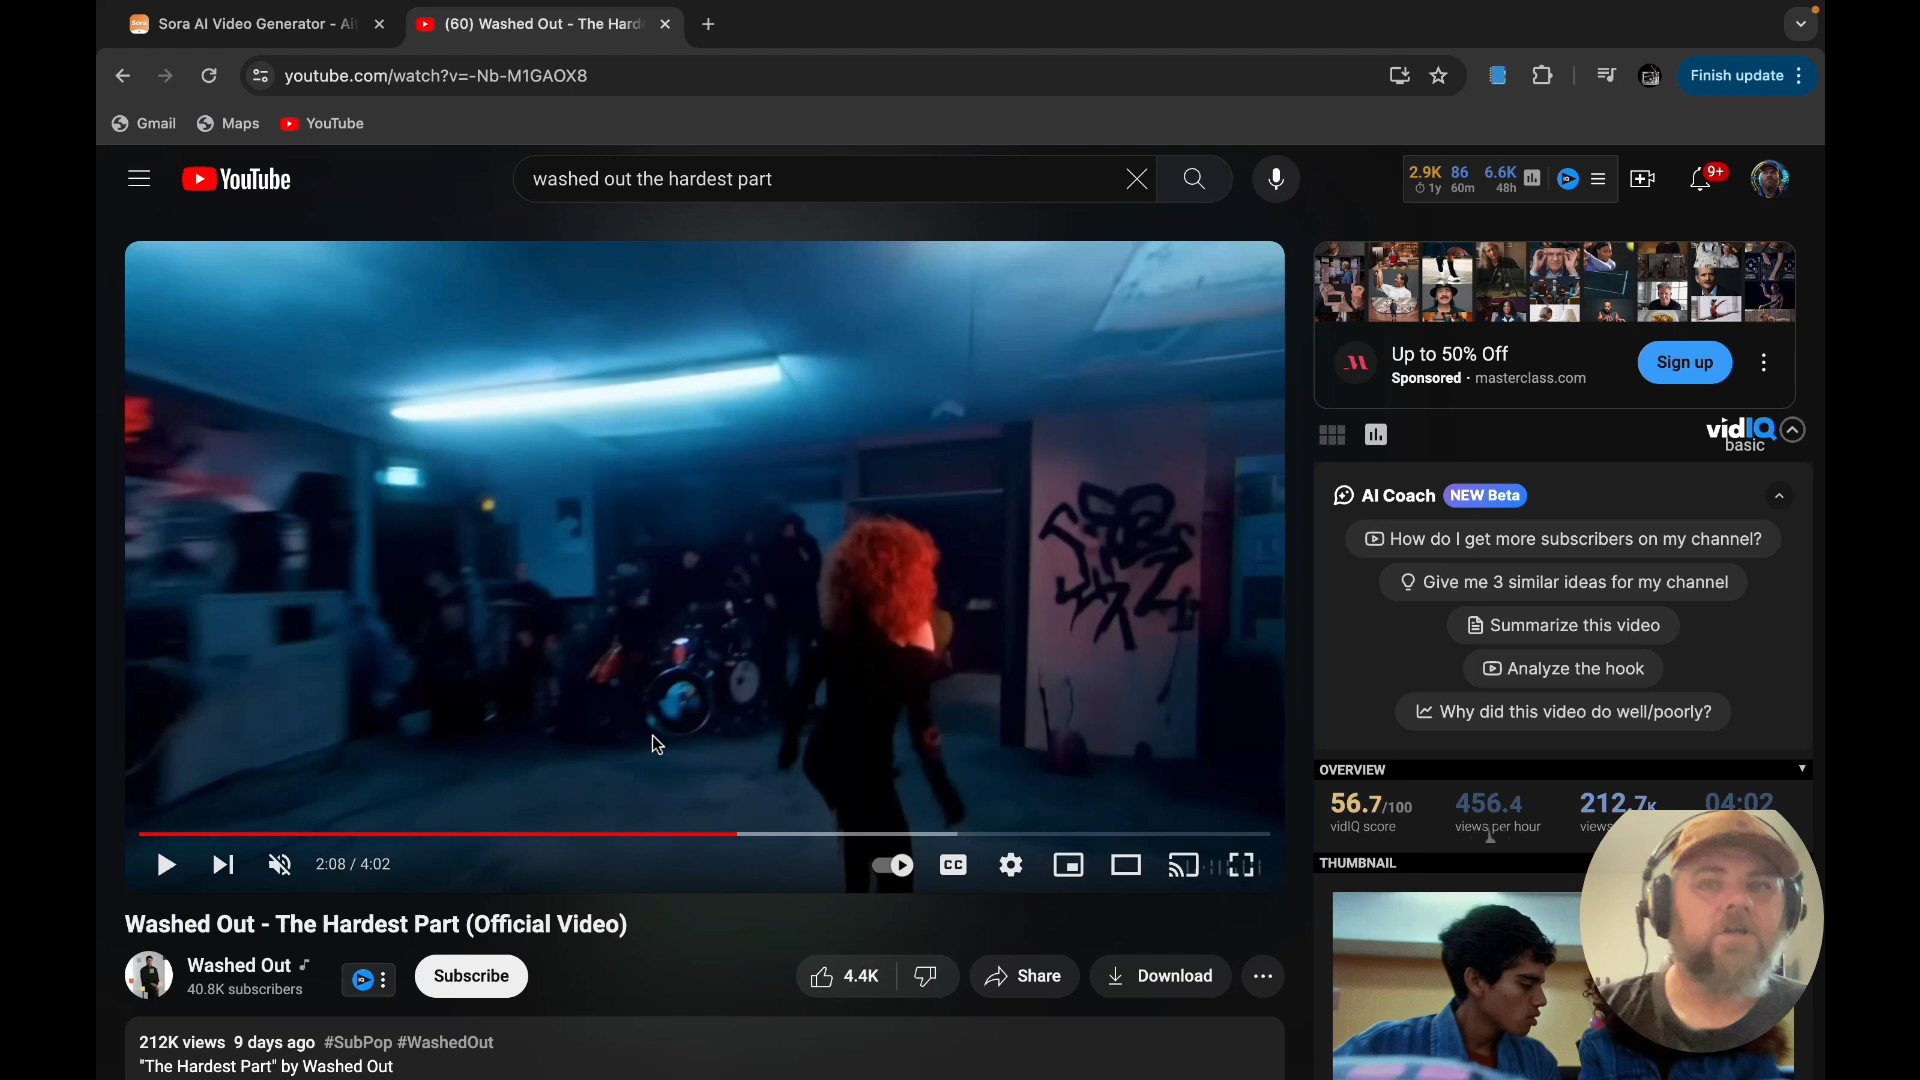 Sora AI Video Generator - Ai
(60) Washed Out - The Hard
youtube.com/watch?v=-Nb-M1GAOX8
Finish update
Gmail
Maps
YouTube
YouTube
washed out the hardest part
2.9K 86 6.6K
1y 60m 48h
9+
Up to 50% Off
Sponsored · masterclass.com
Sign up
vidIQ
basic
AI Coach NEW Beta
How do I get more subscribers on my channel?
Give me 3 similar ideas for my channel
Summarize this video
Analyze the hook
Why did this video do well/poorly?
OVERVIEW
56.7/100 456.4 212.7K 04:02
vidIQ score views per hour views
THUMBNAIL
2:08 / 4:02
CC
Washed Out - The Hardest Part (Official Video)
Washed Out
40.8K subscribers
Subscribe
4.4K
Share
Download
212K views 9 days ago #SubPop #WashedOut
"The Hardest Part" by Washed Out